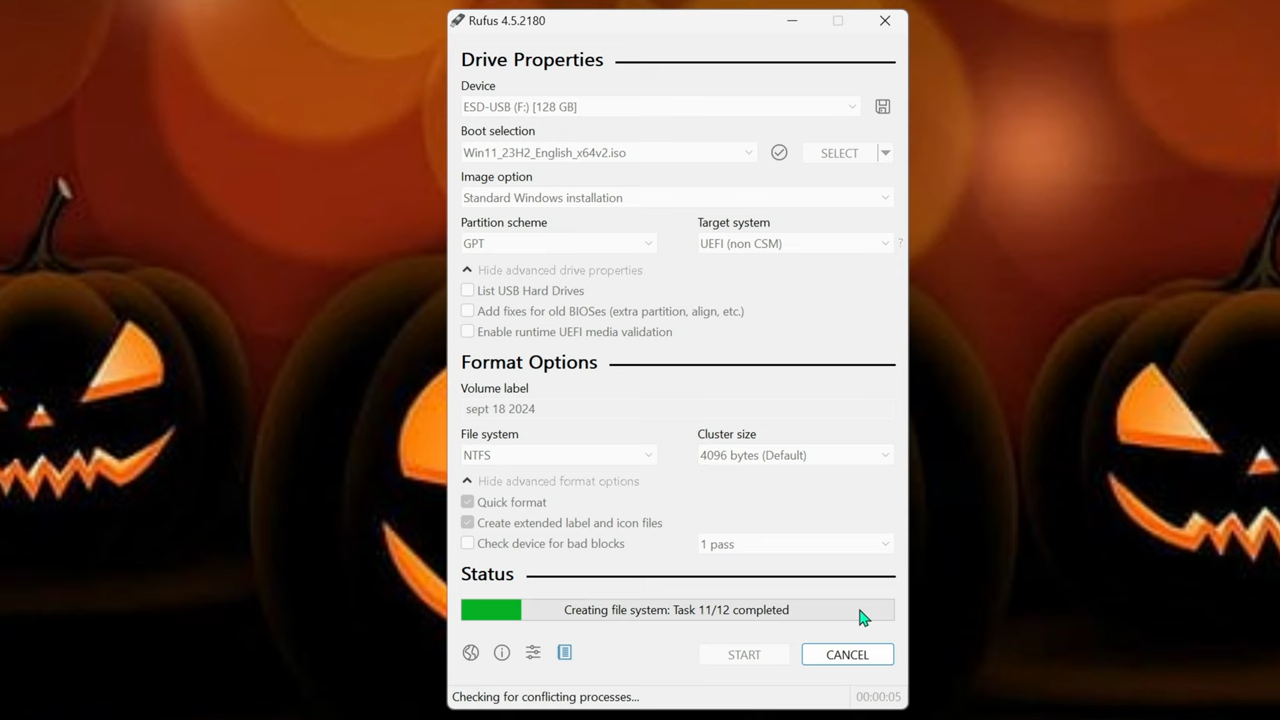 Rufus 4.5.2180
Drive Properties
Device
ESD-USB (F:) [128 GB]
Boot selection
Win11_23H2_English_x64v2.iso
SELECT
Image option
Standard Windows installation
Partition scheme
Target system
GPT
UEFI (non CSM)
?
Hide advanced drive properties
List USB Hard Drives
Add fixes for old BIOSes (extra partition, align, etc.)
Enable runtime UEFI media validation
Format Options
Volume label
sept 18 2024
File system
Cluster size
NTFS
4096 bytes (Default)
Hide advanced format options
Quick format
Create extended label and icon files
Check device for bad blocks
1 pass
Status
Creating file system: Task 11/12 completed
START
CANCEL
Checking for conflicting processes...
00:00:05